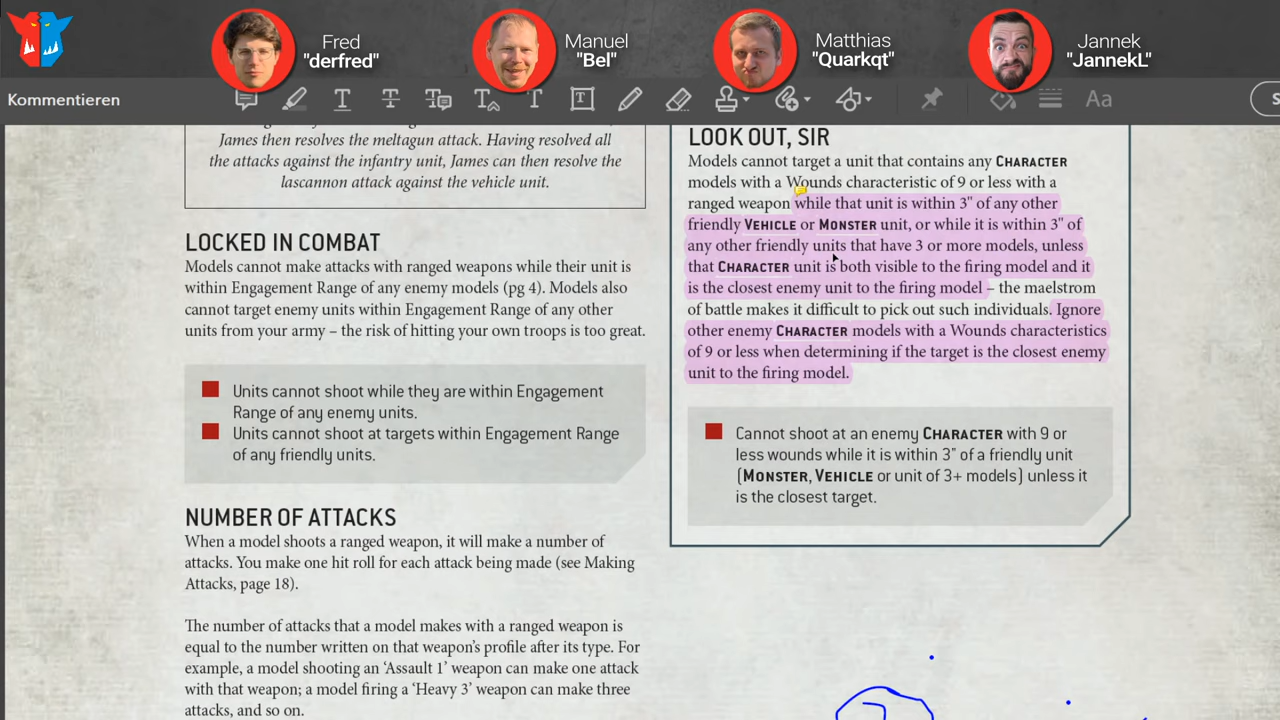 Fred
"derfred"
Manuel
"Bel"
Matthias
"Quarkqt"
Jannek
"JannekL"
Kommentieren
T T T T T T
Aa
S
James then resolves the meltagun attack. Having resolved all
the attacks against the infantry unit, James can then resolve the
lascannon attack against the vehicle unit.
LOCKED IN COMBAT
Models cannot make attacks with ranged weapons while their unit is
within Engagement Range of any enemy models (pg 4). Models also
cannot target enemy units within Engagement Range of any other
units from your army – the risk of hitting your own troops is too great.
Units cannot shoot while they are within Engagement
Range of any enemy units.
Units cannot shoot at targets within Engagement Range
of any friendly units.
NUMBER OF ATTACKS
When a model shoots a ranged weapon, it will make a number of
attacks. You make one hit roll for each attack being made (see Making
Attacks, page 18).
The number of attacks that a model makes with a ranged weapon is
equal to the number written on that weapon's profile after its type. For
example, a model shooting an ‘Assault 1’ weapon can make one attack
with that weapon; a model firing a ‘Heavy 3’ weapon can make three
attacks, and so on.
LOOK OUT, SIR
Models cannot target a unit that contains any CHARACTER
models with a Wounds characteristic of 9 or less with a
ranged weapon while that unit is within 3" of any other
friendly VEHICLE or MONSTER unit, or while it is within 3" of
any other friendly units that have 3 or more models, unless
that CHARACTER unit is both visible to the firing model and it
is the closest enemy unit to the firing model – the maelstrom
of battle makes it difficult to pick out such individuals. Ignore
other enemy CHARACTER models with a Wounds characteristics
of 9 or less when determining if the target is the closest enemy
unit to the firing model.
Cannot shoot at an enemy CHARACTER with 9 or
less wounds while it is within 3" of a friendly unit
(MONSTER, VEHICLE or unit of 3+ models) unless it
is the closest target.